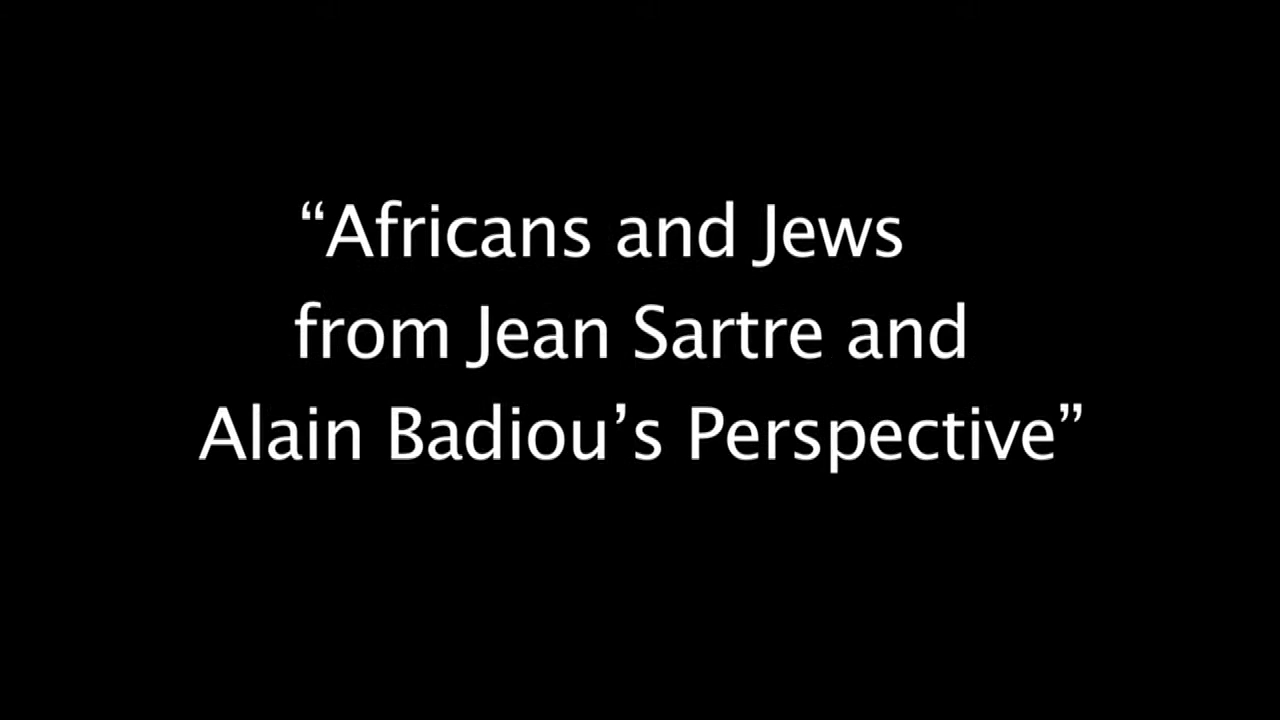 “Africans and Jews
from Jean Sartre and
Alain Badiou’s Perspective”